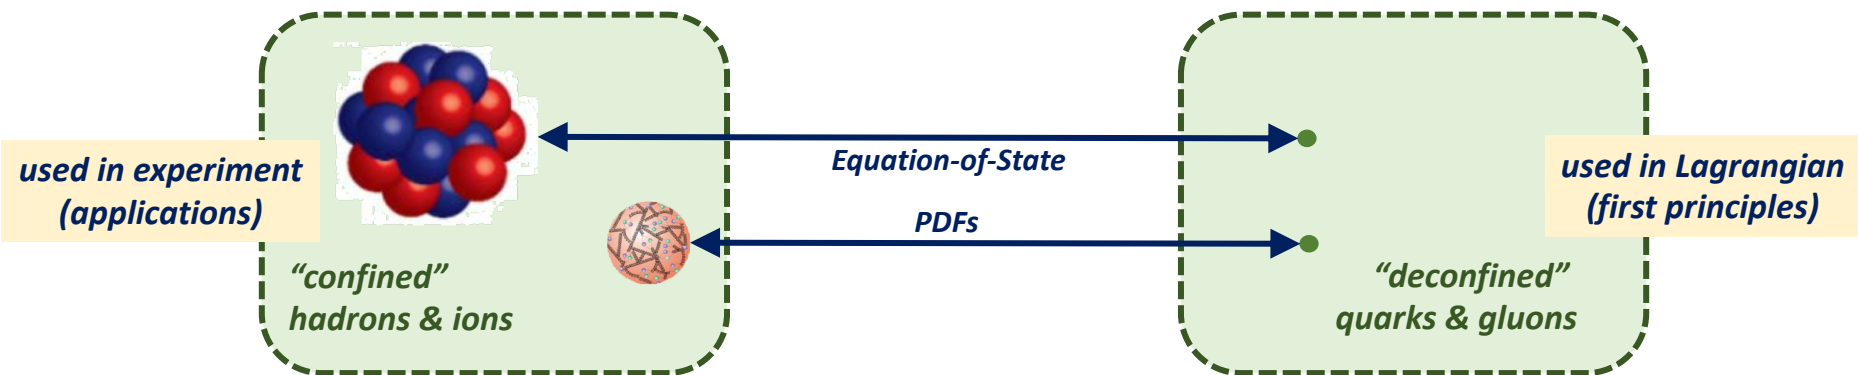 used in experiment
(applications)
“confined”
hadrons & ions
Equation-of-State
PDFs
“deconfined”
quarks & gluons
used in Lagrangian
(first principles)